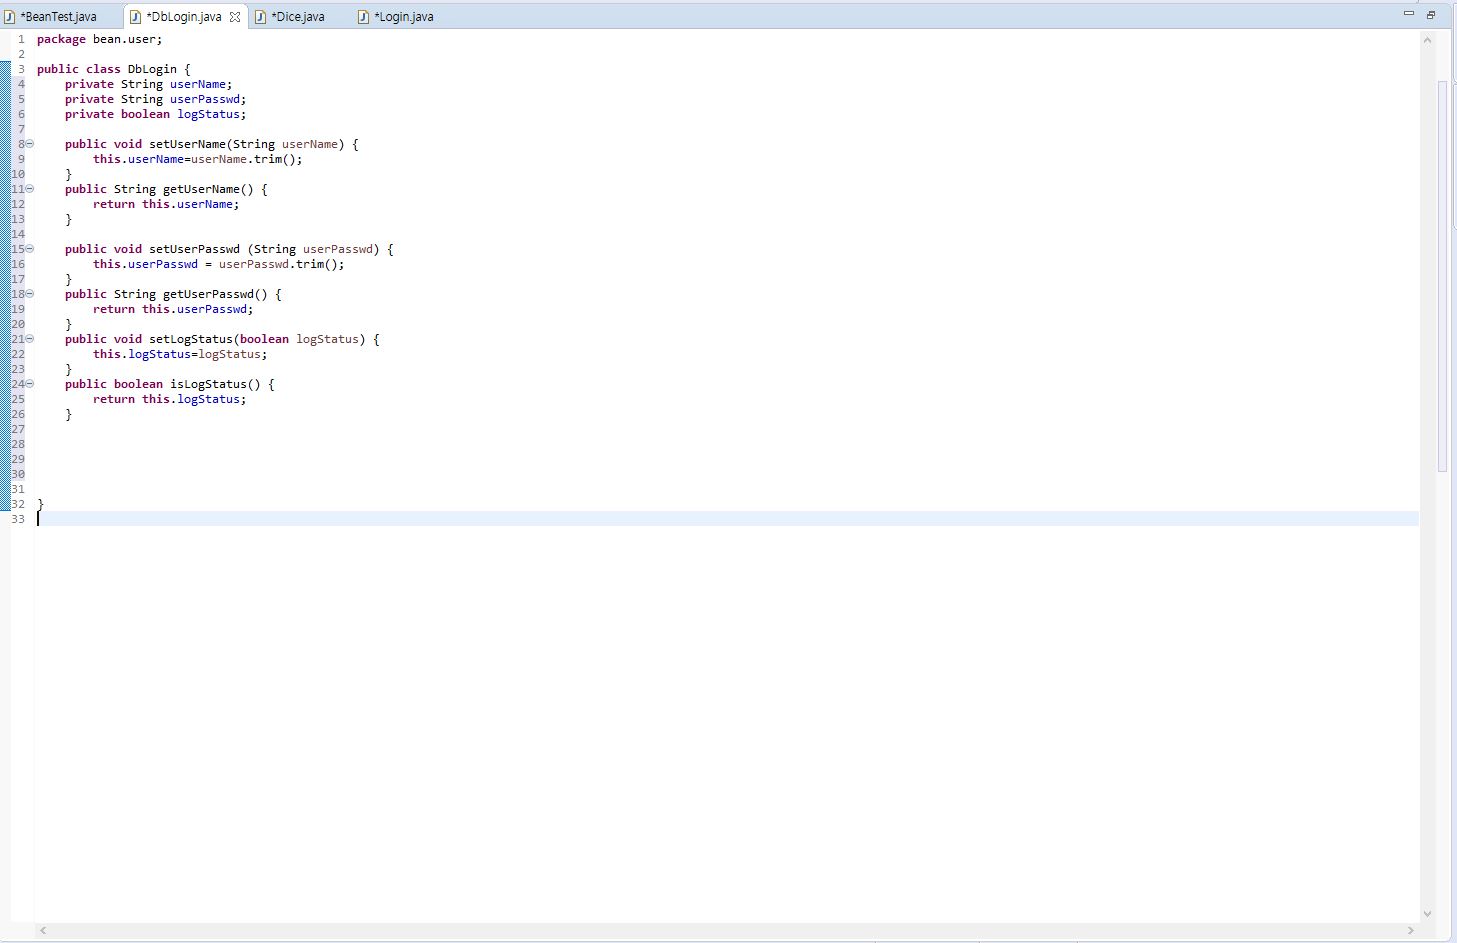 *BeanTest.java *DbLogin.java *Dice.java *Login.java
1 package bean.user;
2
3 public class DbLogin {
4     private String userName;
5     private String userPasswd;
6     private boolean logStatus;
7
8     public void setUserName(String userName) {
9         this.userName=userName.trim();
10     }
11     public String getUserName() {
12         return this.userName;
13     }
14
15     public void setUserPasswd (String userPasswd) {
16         this.userPasswd = userPasswd.trim();
17     }
18     public String getUserPasswd() {
19         return this.userPasswd;
20     }
21     public void setLogStatus(boolean logStatus) {
22         this.logStatus=logStatus;
23     }
24     public boolean isLogStatus() {
25         return this.logStatus;
26     }
27
28
29
30
31
32 }
33